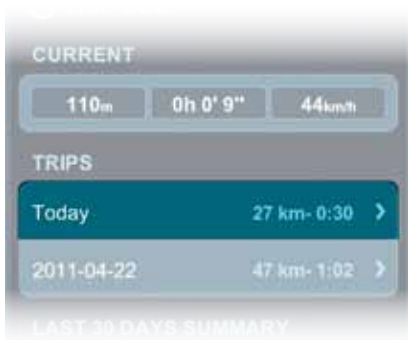 CURRENT
110m 0h 0' 9" 44km/h
TRIPS
Today 27 km- 0:30 >
2011-04-22 47 km- 1:02 >
LAST 30 DAYS SUMMARY